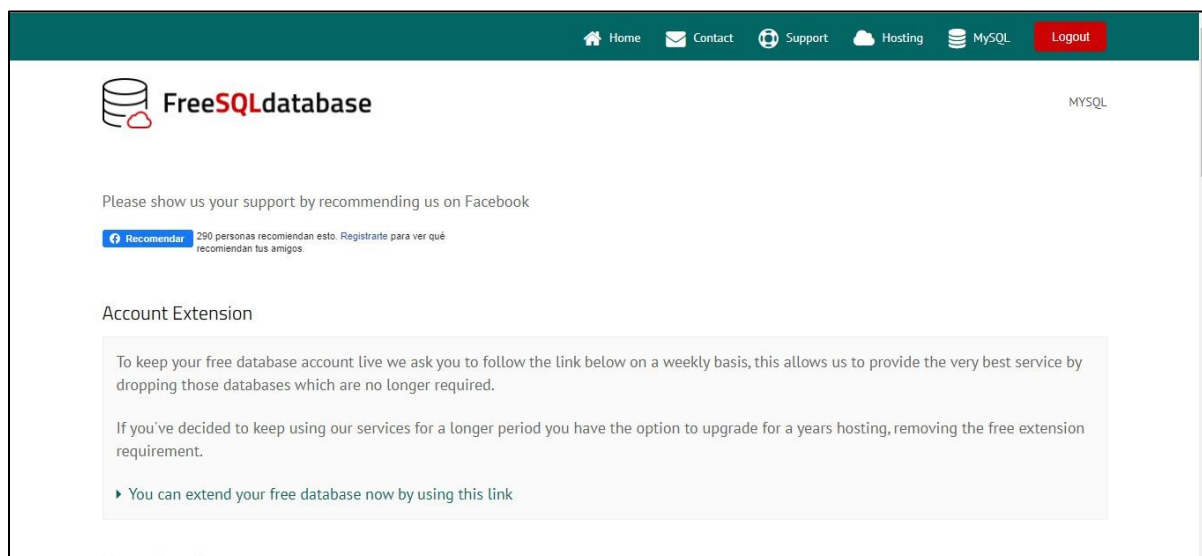 Home Contact Support Hosting MySQL Logout
FreeSQLdatabase
MYSQL
Please show us your support by recommending us on Facebook
Recomendar
290 personas recomiendan esto. Registrarte para ver qué
recomiendan tus amigos.
Account Extension
To keep your free database account live we ask you to follow the link below on a weekly basis, this allows us to provide the very best service by
dropping those databases which are no longer required.
If you've decided to keep using our services for a longer period you have the option to upgrade for a years hosting, removing the free extension
requirement.
You can extend your free database now by using this link